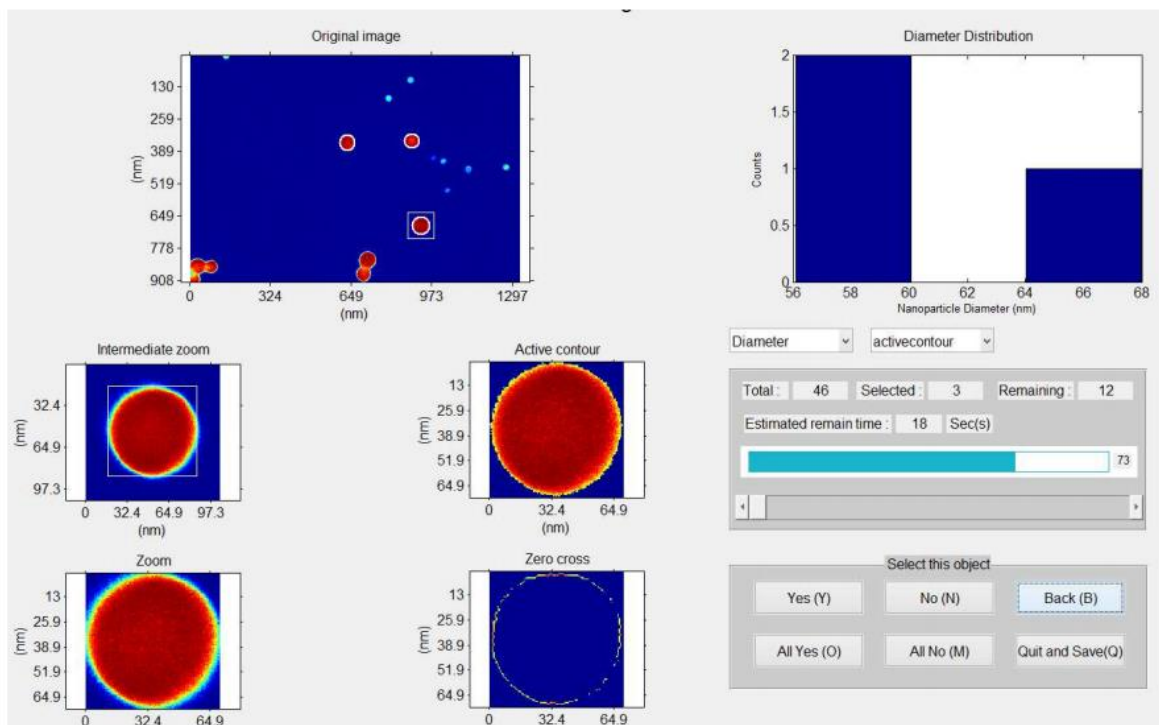 Original image
130
259
389
519
649
778
908
(nm)
0 324 649 973 1297
(nm)
Diameter Distribution
2
1.5
1
0.5
0
Counts
56 58 60 62 64 66 68
Nanoparticle Diameter (nm)
Intermediate zoom
32.4
64.9
97.3
(nm)
0 32.4 64.9 97.3
(nm)
Active contour
13
25.9
38.9
51.9
64.9
(nm)
0 32.4 64.9
(nm)
Diameter activecontour
Total : 46 Selected : 3 Remaining : 12
Estimated remain time : 18 Sec(s)
73
Zoom
13
25.9
38.9
51.9
64.9
(nm)
0 32.4 64.9
Zero cross
13
25.9
38.9
51.9
64.9
(nm)
0 32.4 64.9
Select this object
Yes (Y) No (N) Back (B)
All Yes (O) All No (M) Quit and Save(Q)